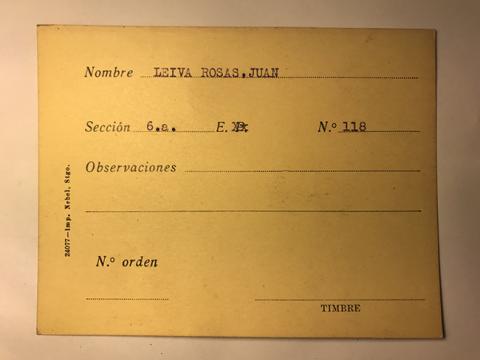 Nombre LEIVA ROSAS, JUAN
Sección 6.a. E. N.º 118
Observaciones
N.º orden
TIMBRE
24077—Imp. Nebel, Stgo.